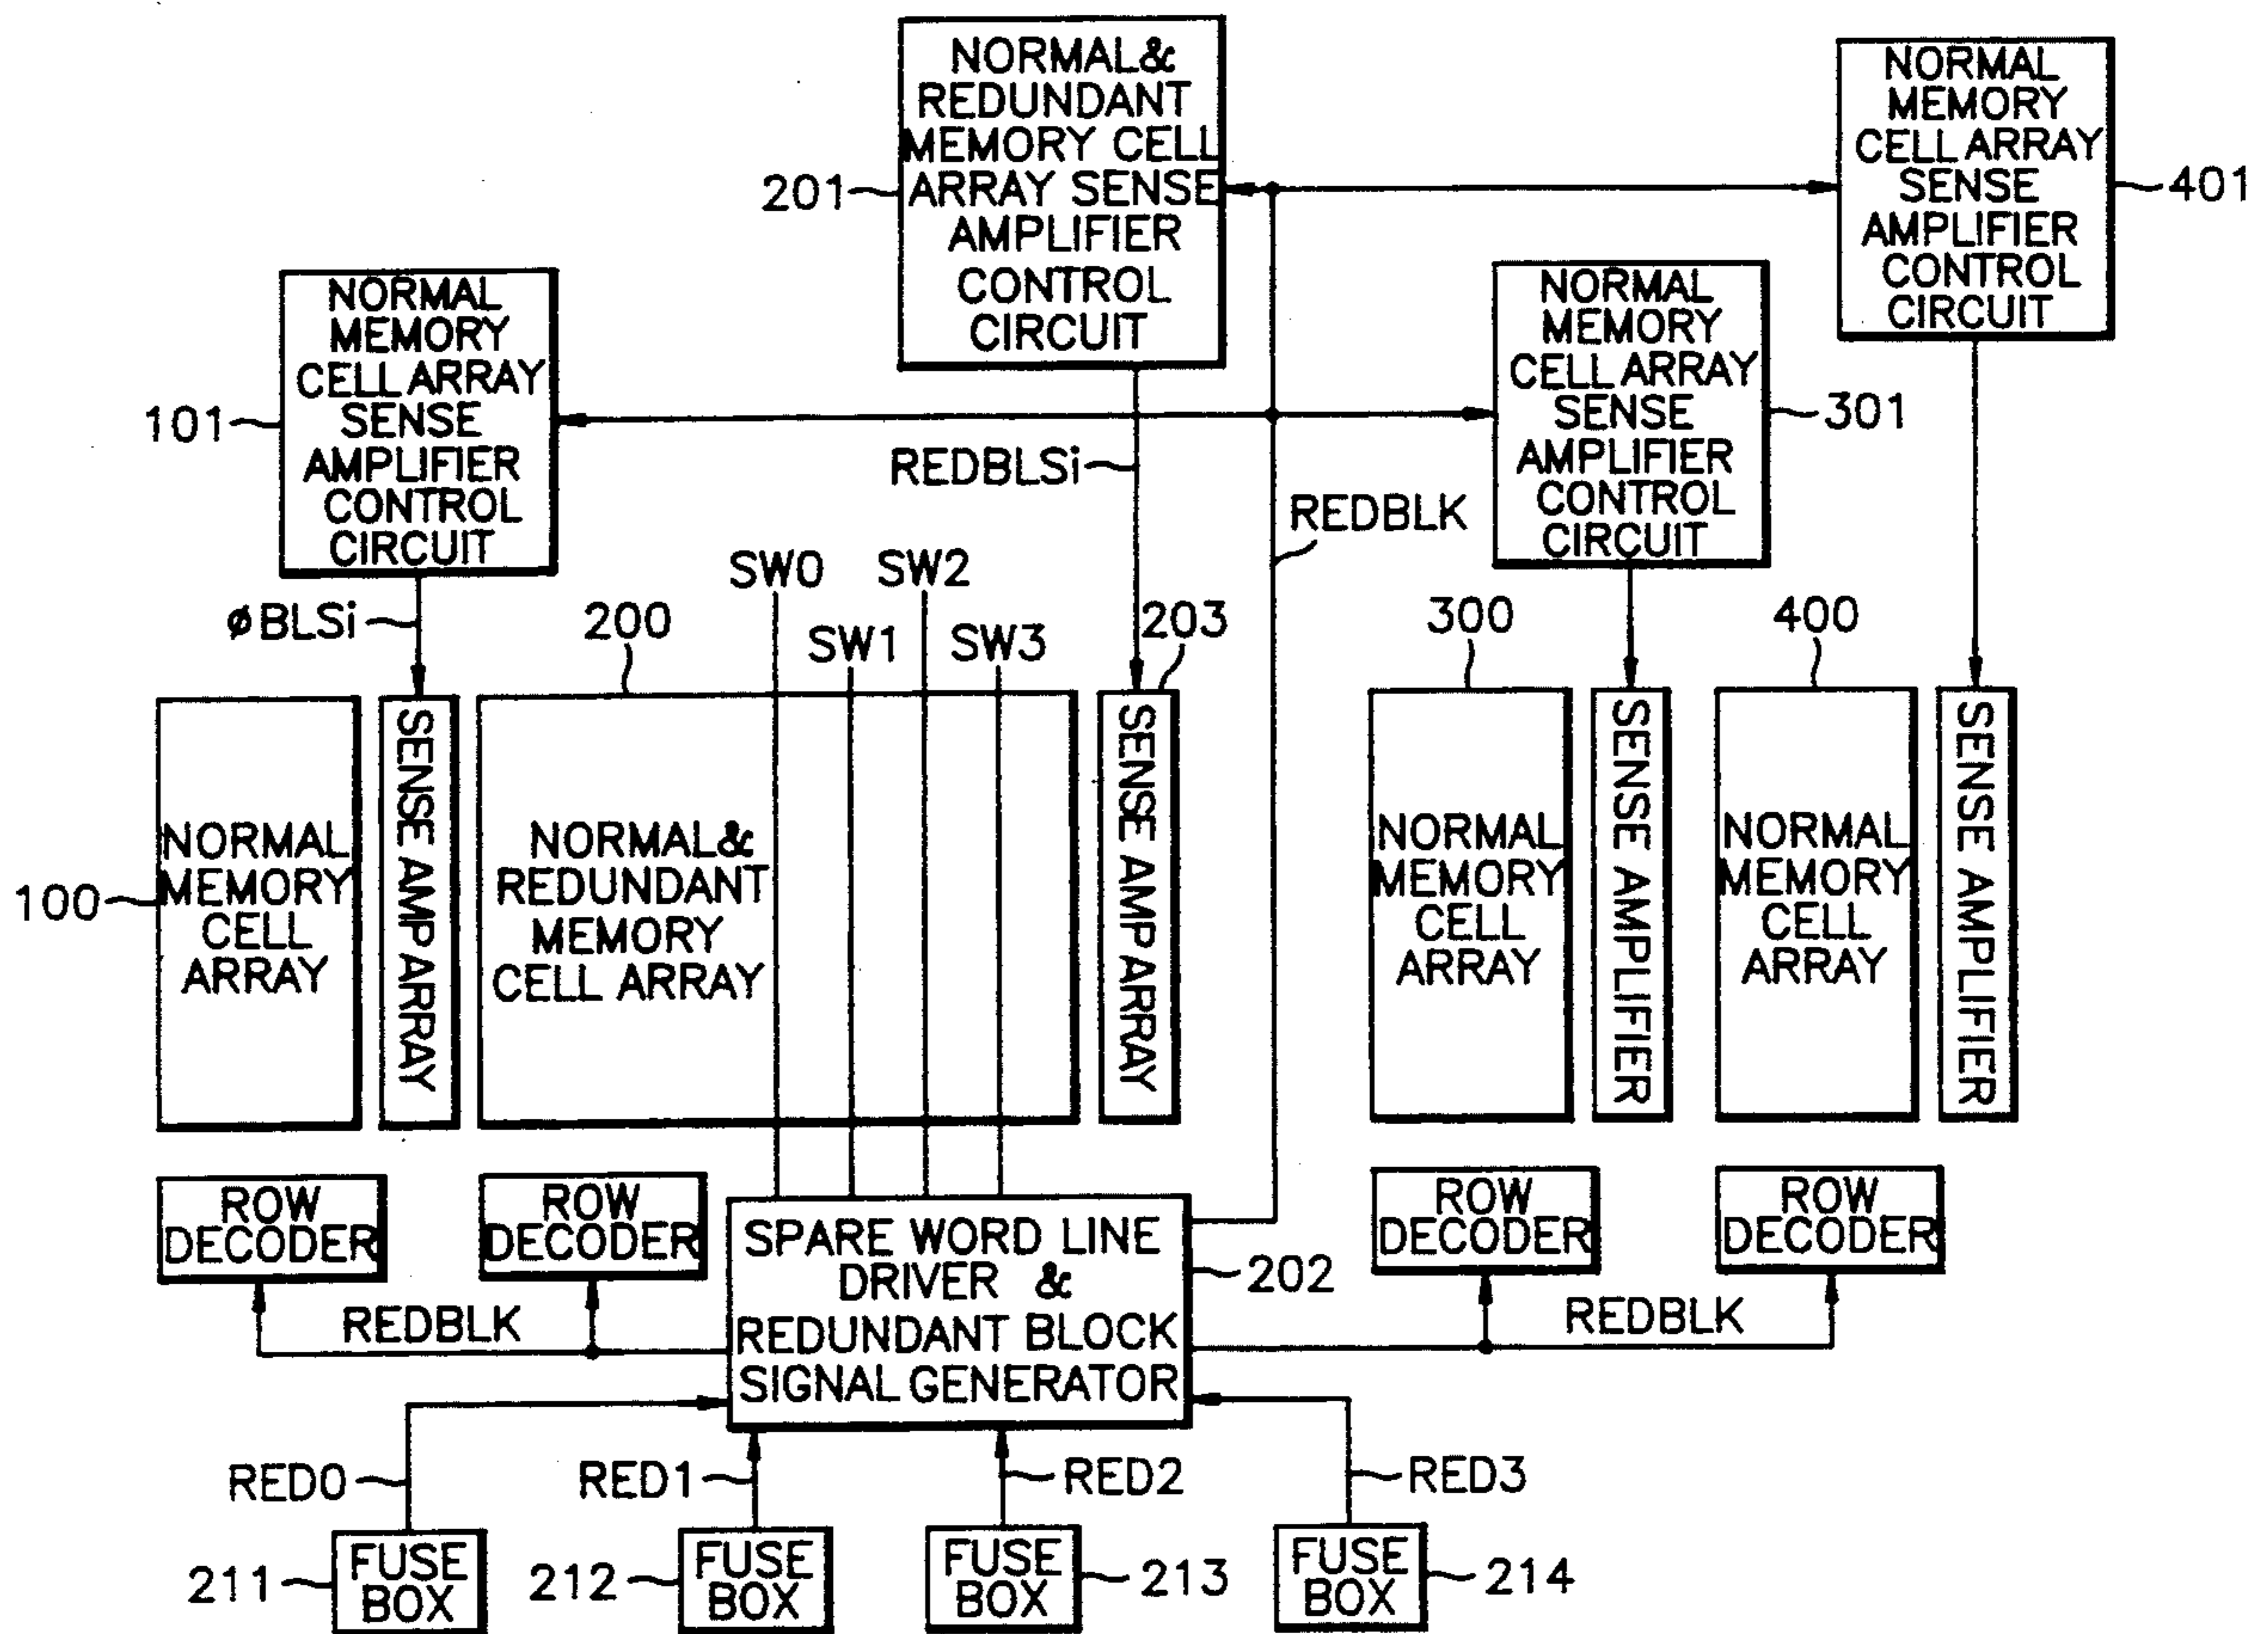 NORMAL&
REDUNDANT
MEMORY CELL
ARRAY SENSE
AMPLIFIER
CONTROL
CIRCUIT
201
NORMAL
MEMORY
CELL ARRAY
SENSE
AMPLIFIER
CONTROL
CIRCUIT
401
NORMAL
MEMORY
CELL ARRAY
SENSE
AMPLIFIER
CONTROL
CIRCUIT
101
NORMAL
MEMORY
CELL ARRAY
SENSE
AMPLIFIER
CONTROL
CIRCUIT
301
REDBLSi
REDBLK
øBLSi
200
SW0
SW1
SW2
SW3
203
300
400
100
NORMAL
MEMORY
CELL
ARRAY
SENSE AMP ARRAY
NORMAL&
REDUNDANT
MEMORY
CELL ARRAY
SENSE AMP ARRAY
NORMAL
MEMORY
CELL
ARRAY
SENSE AMPLIFIER
NORMAL
MEMORY
CELL
ARRAY
SENSE AMPLIFIER
ROW
DECODER
ROW
DECODER
SPARE WORD LINE
DRIVER &
REDUNDANT BLOCK
SIGNAL GENERATOR
202
ROW
DECODER
ROW
DECODER
REDBLK
REDBLK
RED0
RED1
RED2
RED3
211
FUSE
BOX
212
FUSE
BOX
FUSE
BOX
213
FUSE
BOX
214